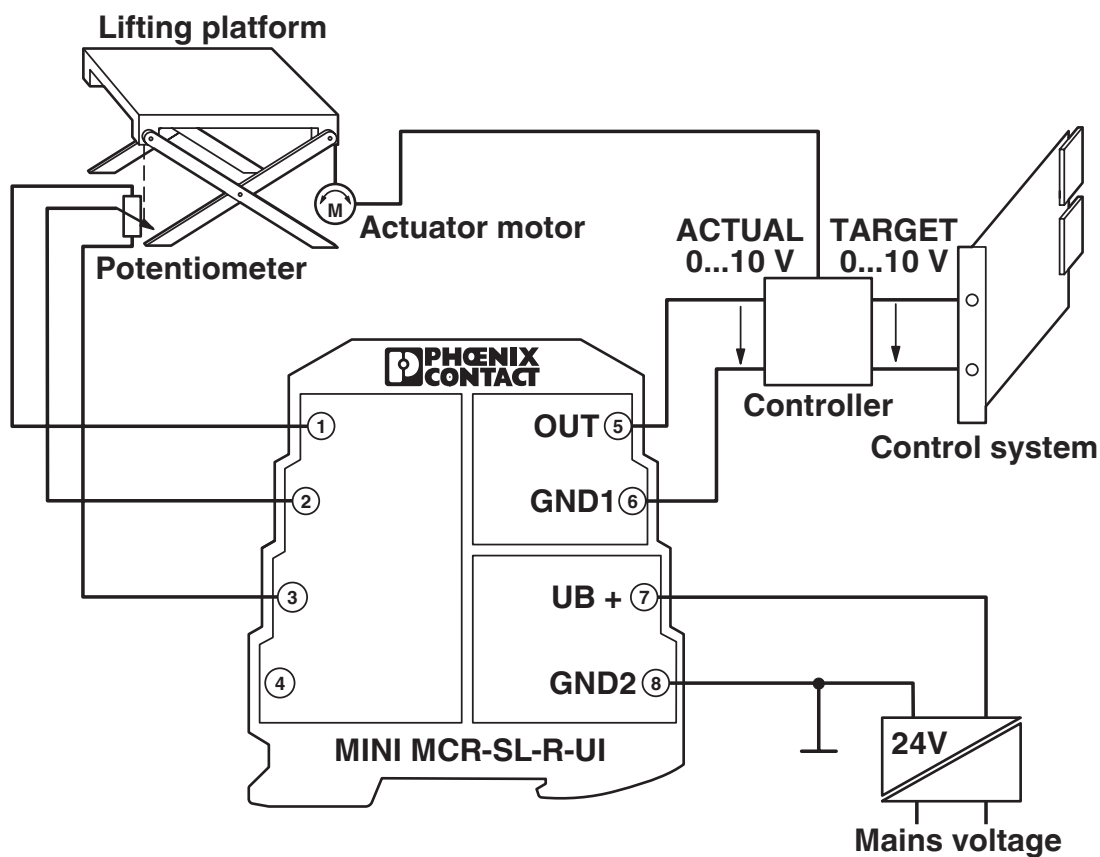 Lifting platform
M
Actuator motor
Potentiometer
ACTUAL
0...10 V
TARGET
0...10 V
Controller
Control system
PHŒNIX
CONTACT
1
OUT 5
2
GND1 6
3
UB + 7
4
GND2 8
MINI MCR-SL-R-UI
24V
Mains voltage